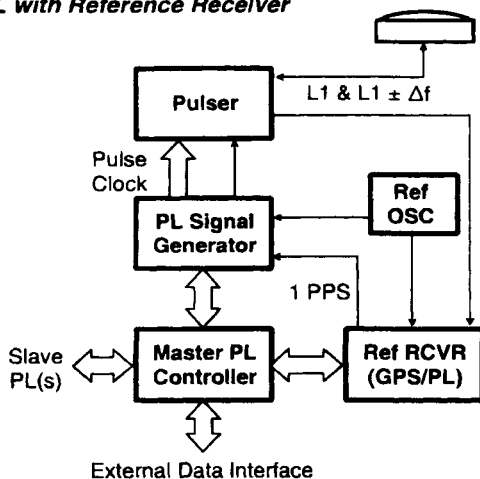 L with Reference Receiver
Pulser
L1 & L1 ± Δf
Pulse
Clock
Ref
OSC
PL Signal
Generator
1 PPS
Slave
PL(s)
Master PL
Controller
Ref RCVR
(GPS/PL)
External Data Interface